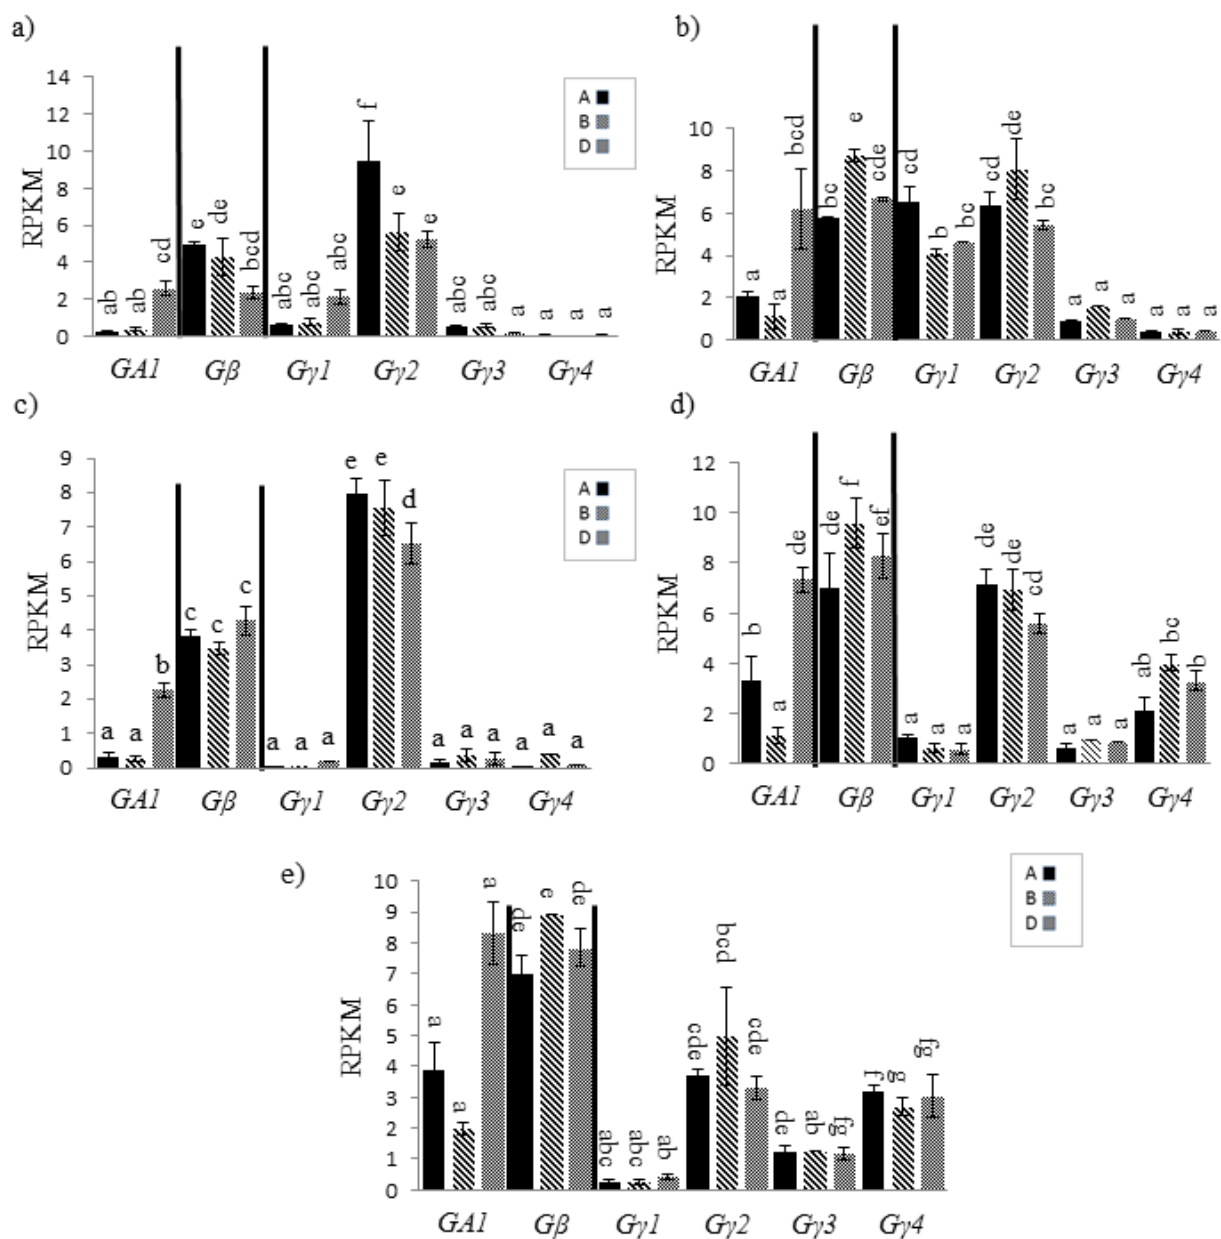 a)
14
12
10
8
6
4
2
0
RPKM
ab ab cd e de bcd abc abc abc f e e abc abc a a a a
GA1 Gβ Gγ1 Gγ2 Gγ3 Gγ4
A
B
D
b)
10
8
6
4
2
0
RPKM
a a bcd bc e cde cd b bc cd de bc a a a a a a
GA1 Gβ Gγ1 Gγ2 Gγ3 Gγ4
c)
9
8
7
6
5
4
3
2
1
0
RPKM
a a b c c c a a a e e d a a a a a a
GA1 Gβ Gγ1 Gγ2 Gγ3 Gγ4
A
B
D
d)
12
10
8
6
4
2
0
RPKM
b a de de f ef a a a de de cd a a a ab bc b
GA1 Gβ Gγ1 Gγ2 Gγ3 Gγ4
e)
10
9
8
7
6
5
4
3
2
1
0
RPKM
a a a de e de abc abc ab cde bcd cde de ab fg f g fg
GA1 Gβ Gγ1 Gγ2 Gγ3 Gγ4
A
B
D